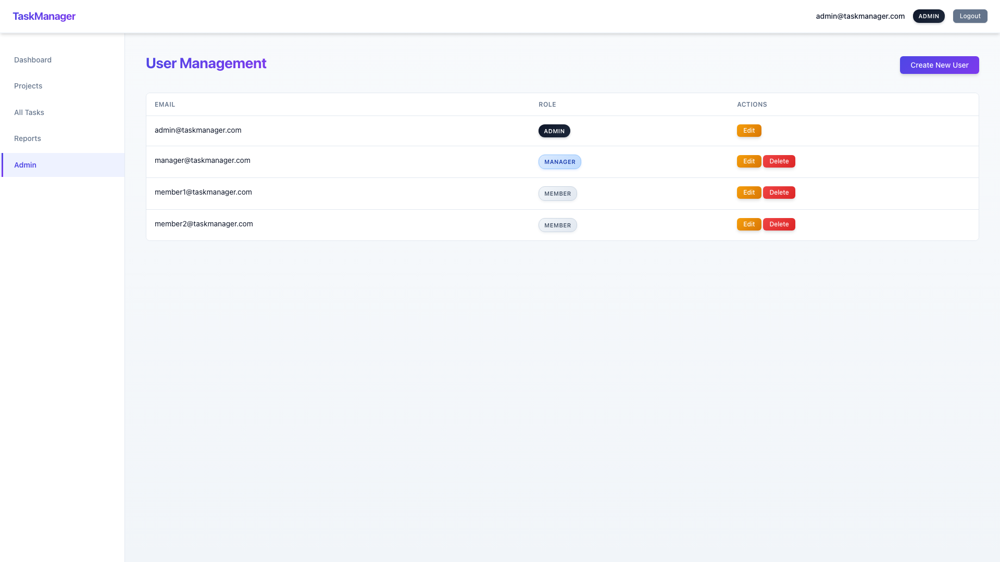 TaskManager
admin@taskmanager.com ADMIN Logout
Dashboard
Projects
All Tasks
Reports
Admin
User Management
Create New User
EMAIL ROLE ACTIONS
admin@taskmanager.com ADMIN Edit
manager@taskmanager.com MANAGER Edit Delete
member1@taskmanager.com MEMBER Edit Delete
member2@taskmanager.com MEMBER Edit Delete